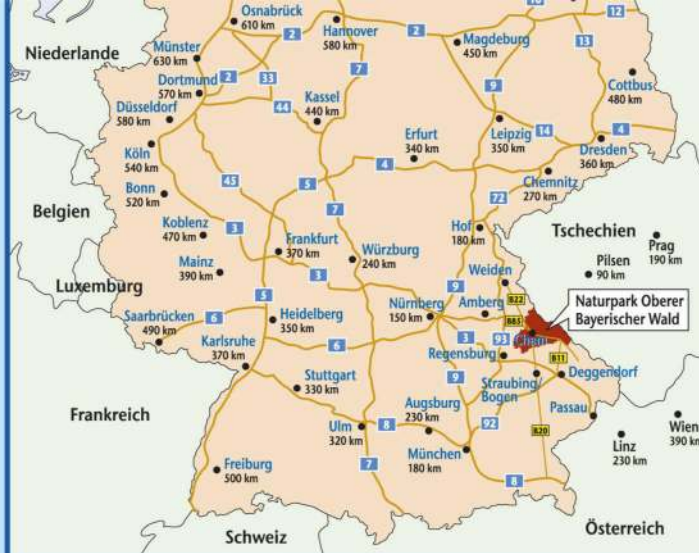 Osnabrück
610 km
Hannover
580 km
2
2
12
Niederlande
Münster
630 km
Magdeburg
450 km
13
7
Dortmund
570 km
2
33
9
Cottbus
480 km
Düsseldorf
580 km
44
Kassel
440 km
Leipzig
350 km
14
4
Dresden
360 km
Köln
540 km
Erfurt
340 km
4
Chemnitz
270 km
Bonn
520 km
45
5
7
72
Belgien
Koblenz
470 km
3
Hof
180 km
Tschechien
Prag
190 km
Frankfurt
370 km
Würzburg
240 km
Pilsen
90 km
Mainz
390 km
3
Weiden
Luxemburg
5
9
B22
Naturpark Oberer
Bayerischer Wald
Saarbrücken
490 km
6
Heidelberg
350 km
Nürnberg
150 km
Amberg
B85
Cham
Karlsruhe
370 km
6
3
93
Regensburg
B11
Stuttgart
330 km
9
Straubing/
Bogen
Deggendorf
Frankreich
Augsburg
230 km
Passau
Ulm
320 km
8
92
B20
Wien
390 km
Linz
230 km
München
180 km
Freiburg
500 km
7
8
Schweiz
Österreich